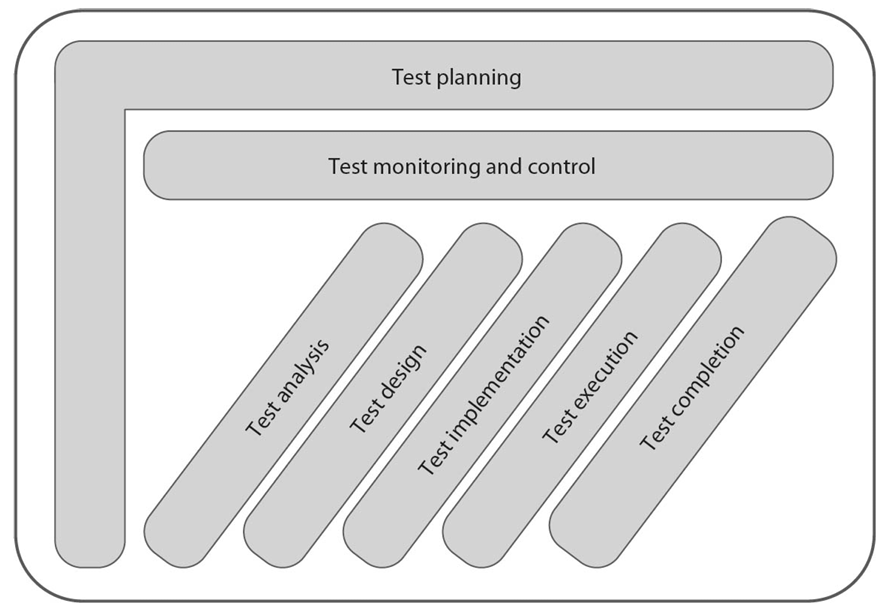 Test planning
Test monitoring and control
Test analysis
Test design
Test implementation
Test execution
Test completion